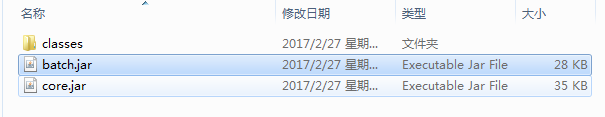 名称 修改日期 类型 大小
classes 2017/2/27 星期... 文件夹
batch.jar 2017/2/27 星期... Executable Jar File 28 KB
core.jar 2017/2/27 星期... Executable Jar File 35 KB